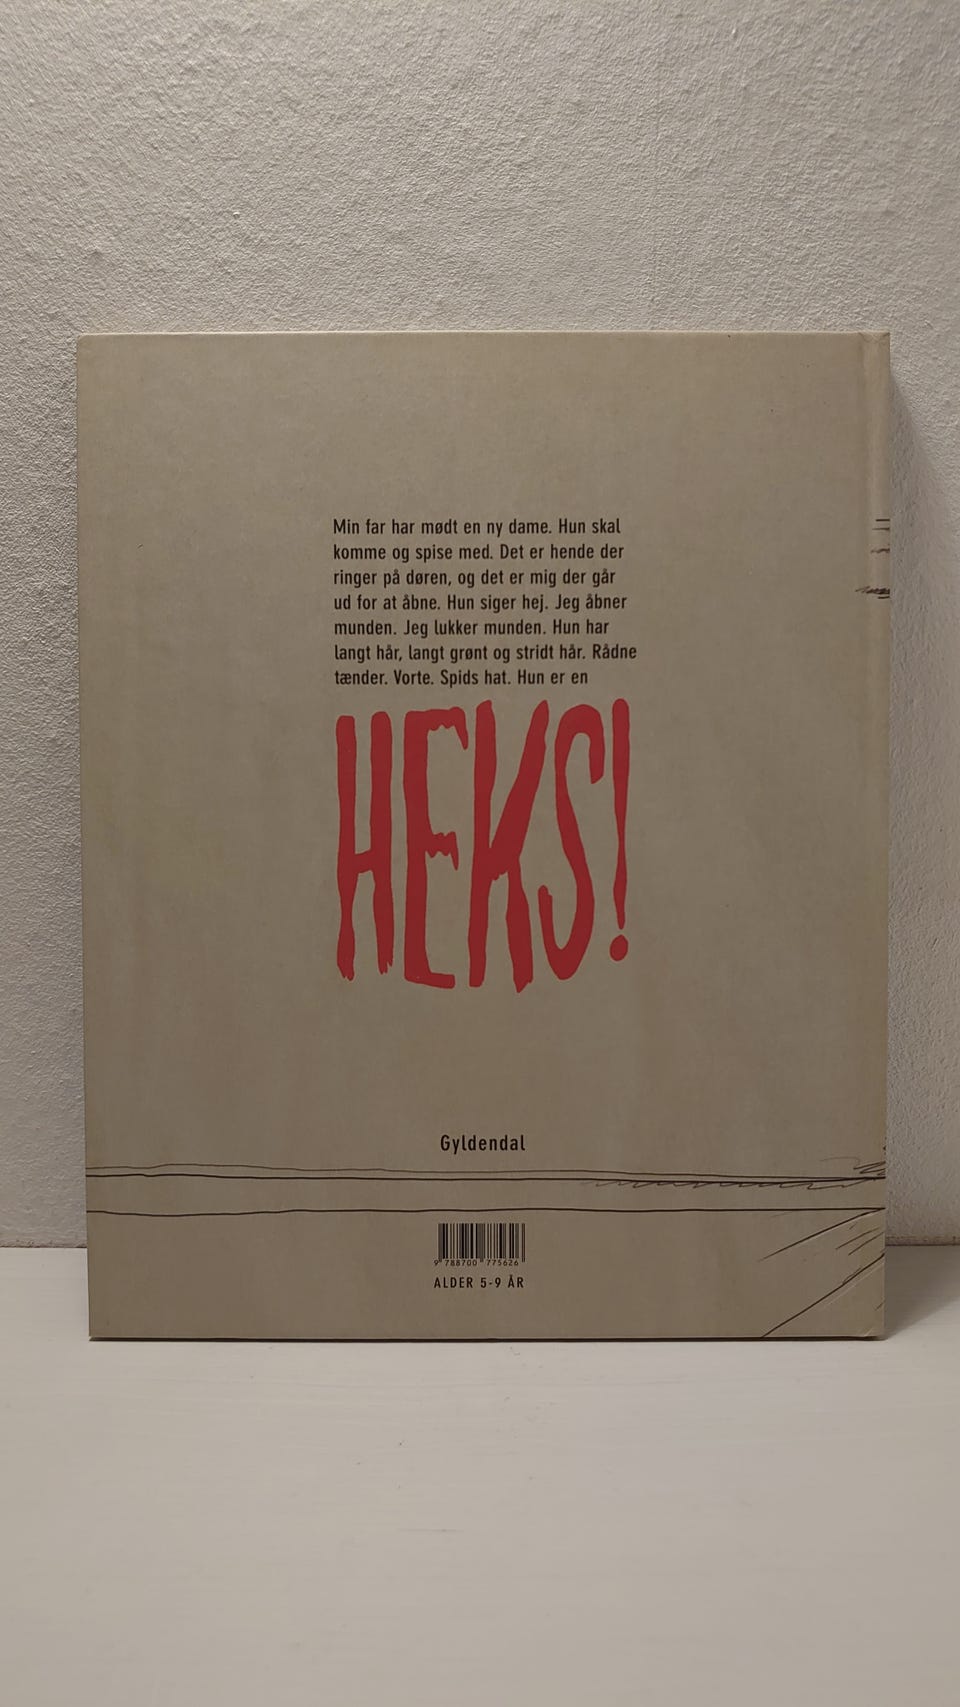 Min far har mødt en ny dame. Hun skal
komme og spise med. Det er hende der
ringer på døren, og det er mig der går
ud for at åbne. Hun siger hej. Jeg åbner
munden. Jeg lukker munden. Hun har
langt hår, langt grønt og stridt hår. Rådne
tænder. Vorte. Spids hat. Hun er en
HEKS!
Gyldendal
9 788700 775626
ALDER 5-9 ÅR